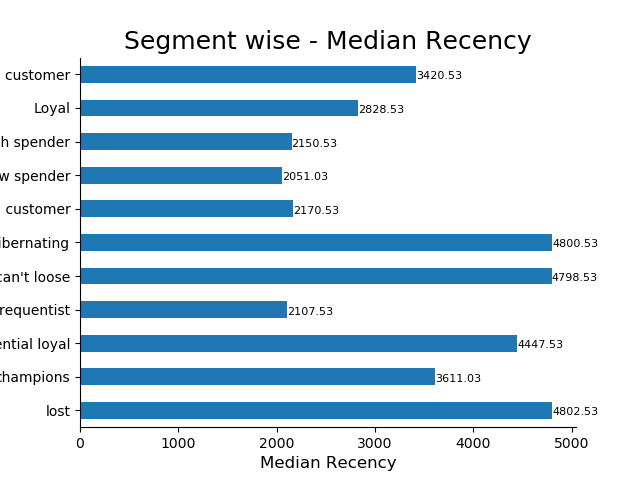 Segment wise - Median Recency
customer 3420.53
Loyal 2828.53
h spender 2150.53
w spender 2051.03
customer 2170.53
ibernating 4800.53
can't loose 4798.53
requentist 2107.53
ential loyal 4447.53
champions 3611.03
lost 4802.53
0 1000 2000 3000 4000 5000
Median Recency